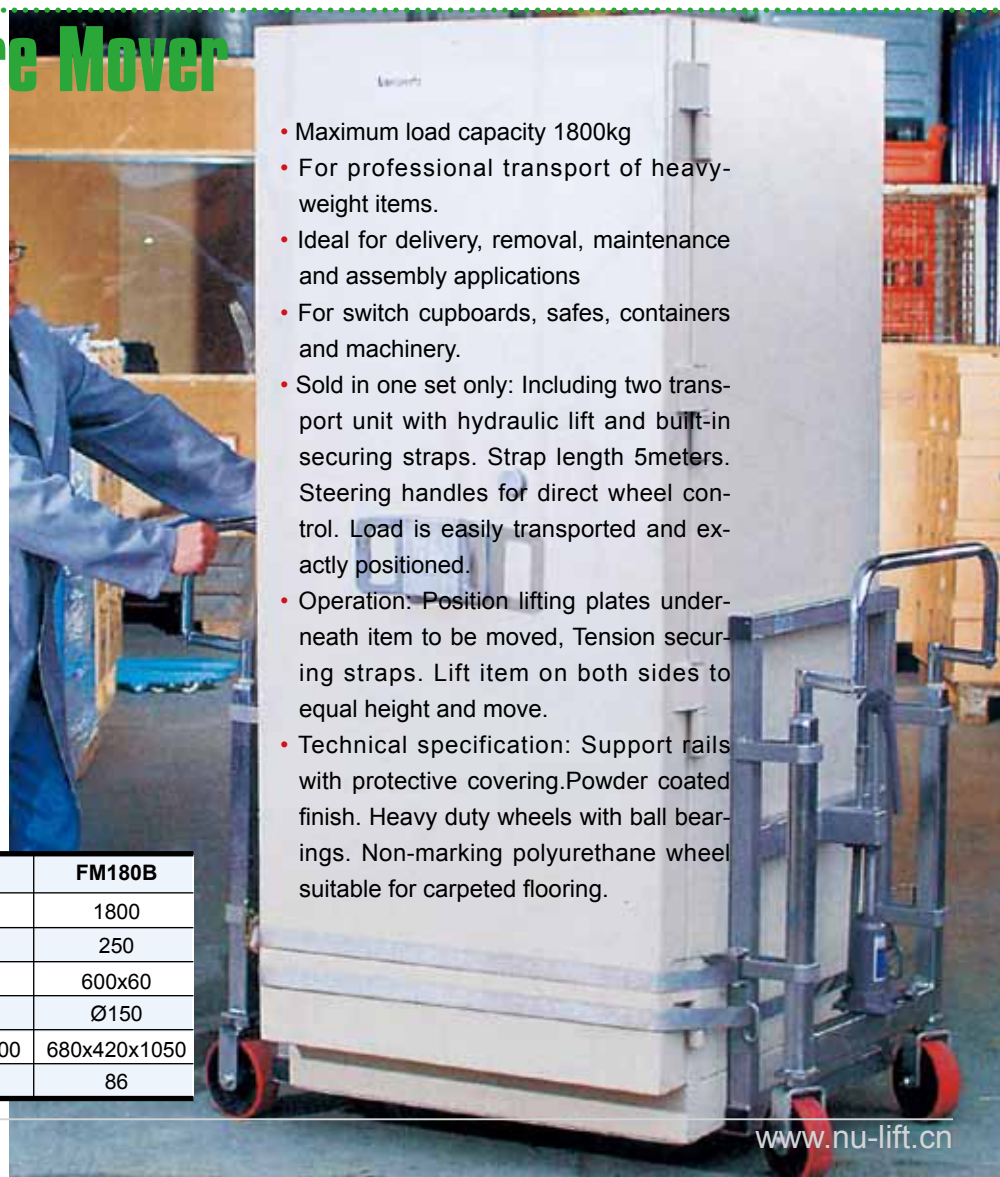 re Mover
• Maximum load capacity 1800kg
• For professional transport of heavy-
weight items.
• Ideal for delivery, removal, maintenance
and assembly applications
• For switch cupboards, safes, containers
and machinery.
• Sold in one set only: Including two trans-
port unit with hydraulic lift and built-in
securing straps. Strap length 5meters.
Steering handles for direct wheel con-
trol. Load is easily transported and ex-
actly positioned.
• Operation: Position lifting plates under-
neath item to be moved, Tension secur-
ing straps. Lift item on both sides to
equal height and move.
• Technical specification: Support rails
with protective covering.Powder coated
finish. Heavy duty wheels with ball bear-
ings. Non-marking polyurethane wheel
suitable for carpeted flooring.
FM180B
1800
250
600x60
Ø150
00 680x420x1050
86
www.nu-lift.cn